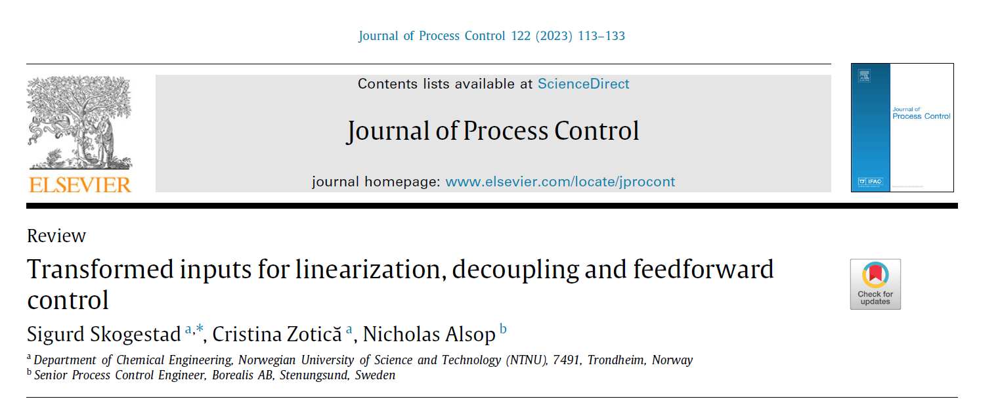 Journal of Process Control 122 (2023) 113–133
Contents lists available at ScienceDirect
Journal of Process Control
journal homepage: www.elsevier.com/locate/jprocont
NON SOLUS
ELSEVIER
Journal of
Process Control
IFAC
Review
Transformed inputs for linearization, decoupling and feedforward
control
Check for
updates
Sigurd Skogestad a,*, Cristina Zotică a, Nicholas Alsop b
a Department of Chemical Engineering, Norwegian University of Science and Technology (NTNU), 7491, Trondheim, Norway
b Senior Process Control Engineer, Borealis AB, Stenungsund, Sweden